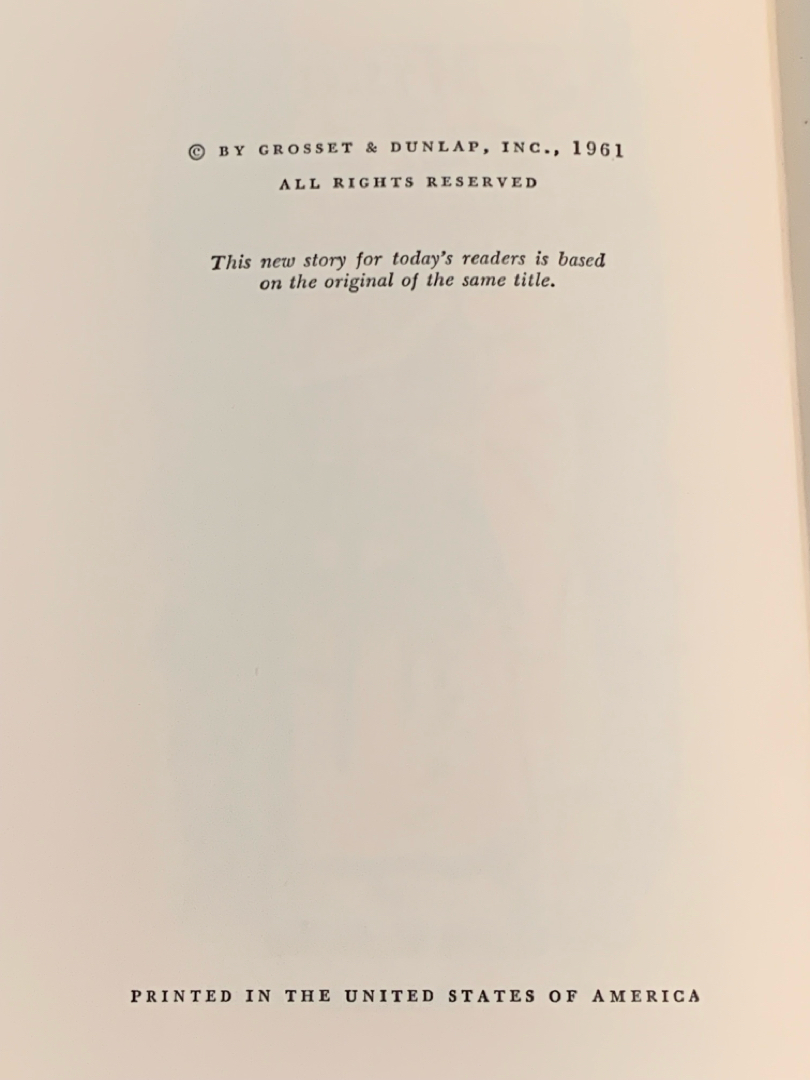 © BY GROSSET & DUNLAP, INC., 1961
ALL RIGHTS RESERVED
This new story for today's readers is based
on the original of the same title.
PRINTED IN THE UNITED STATES OF AMERICA